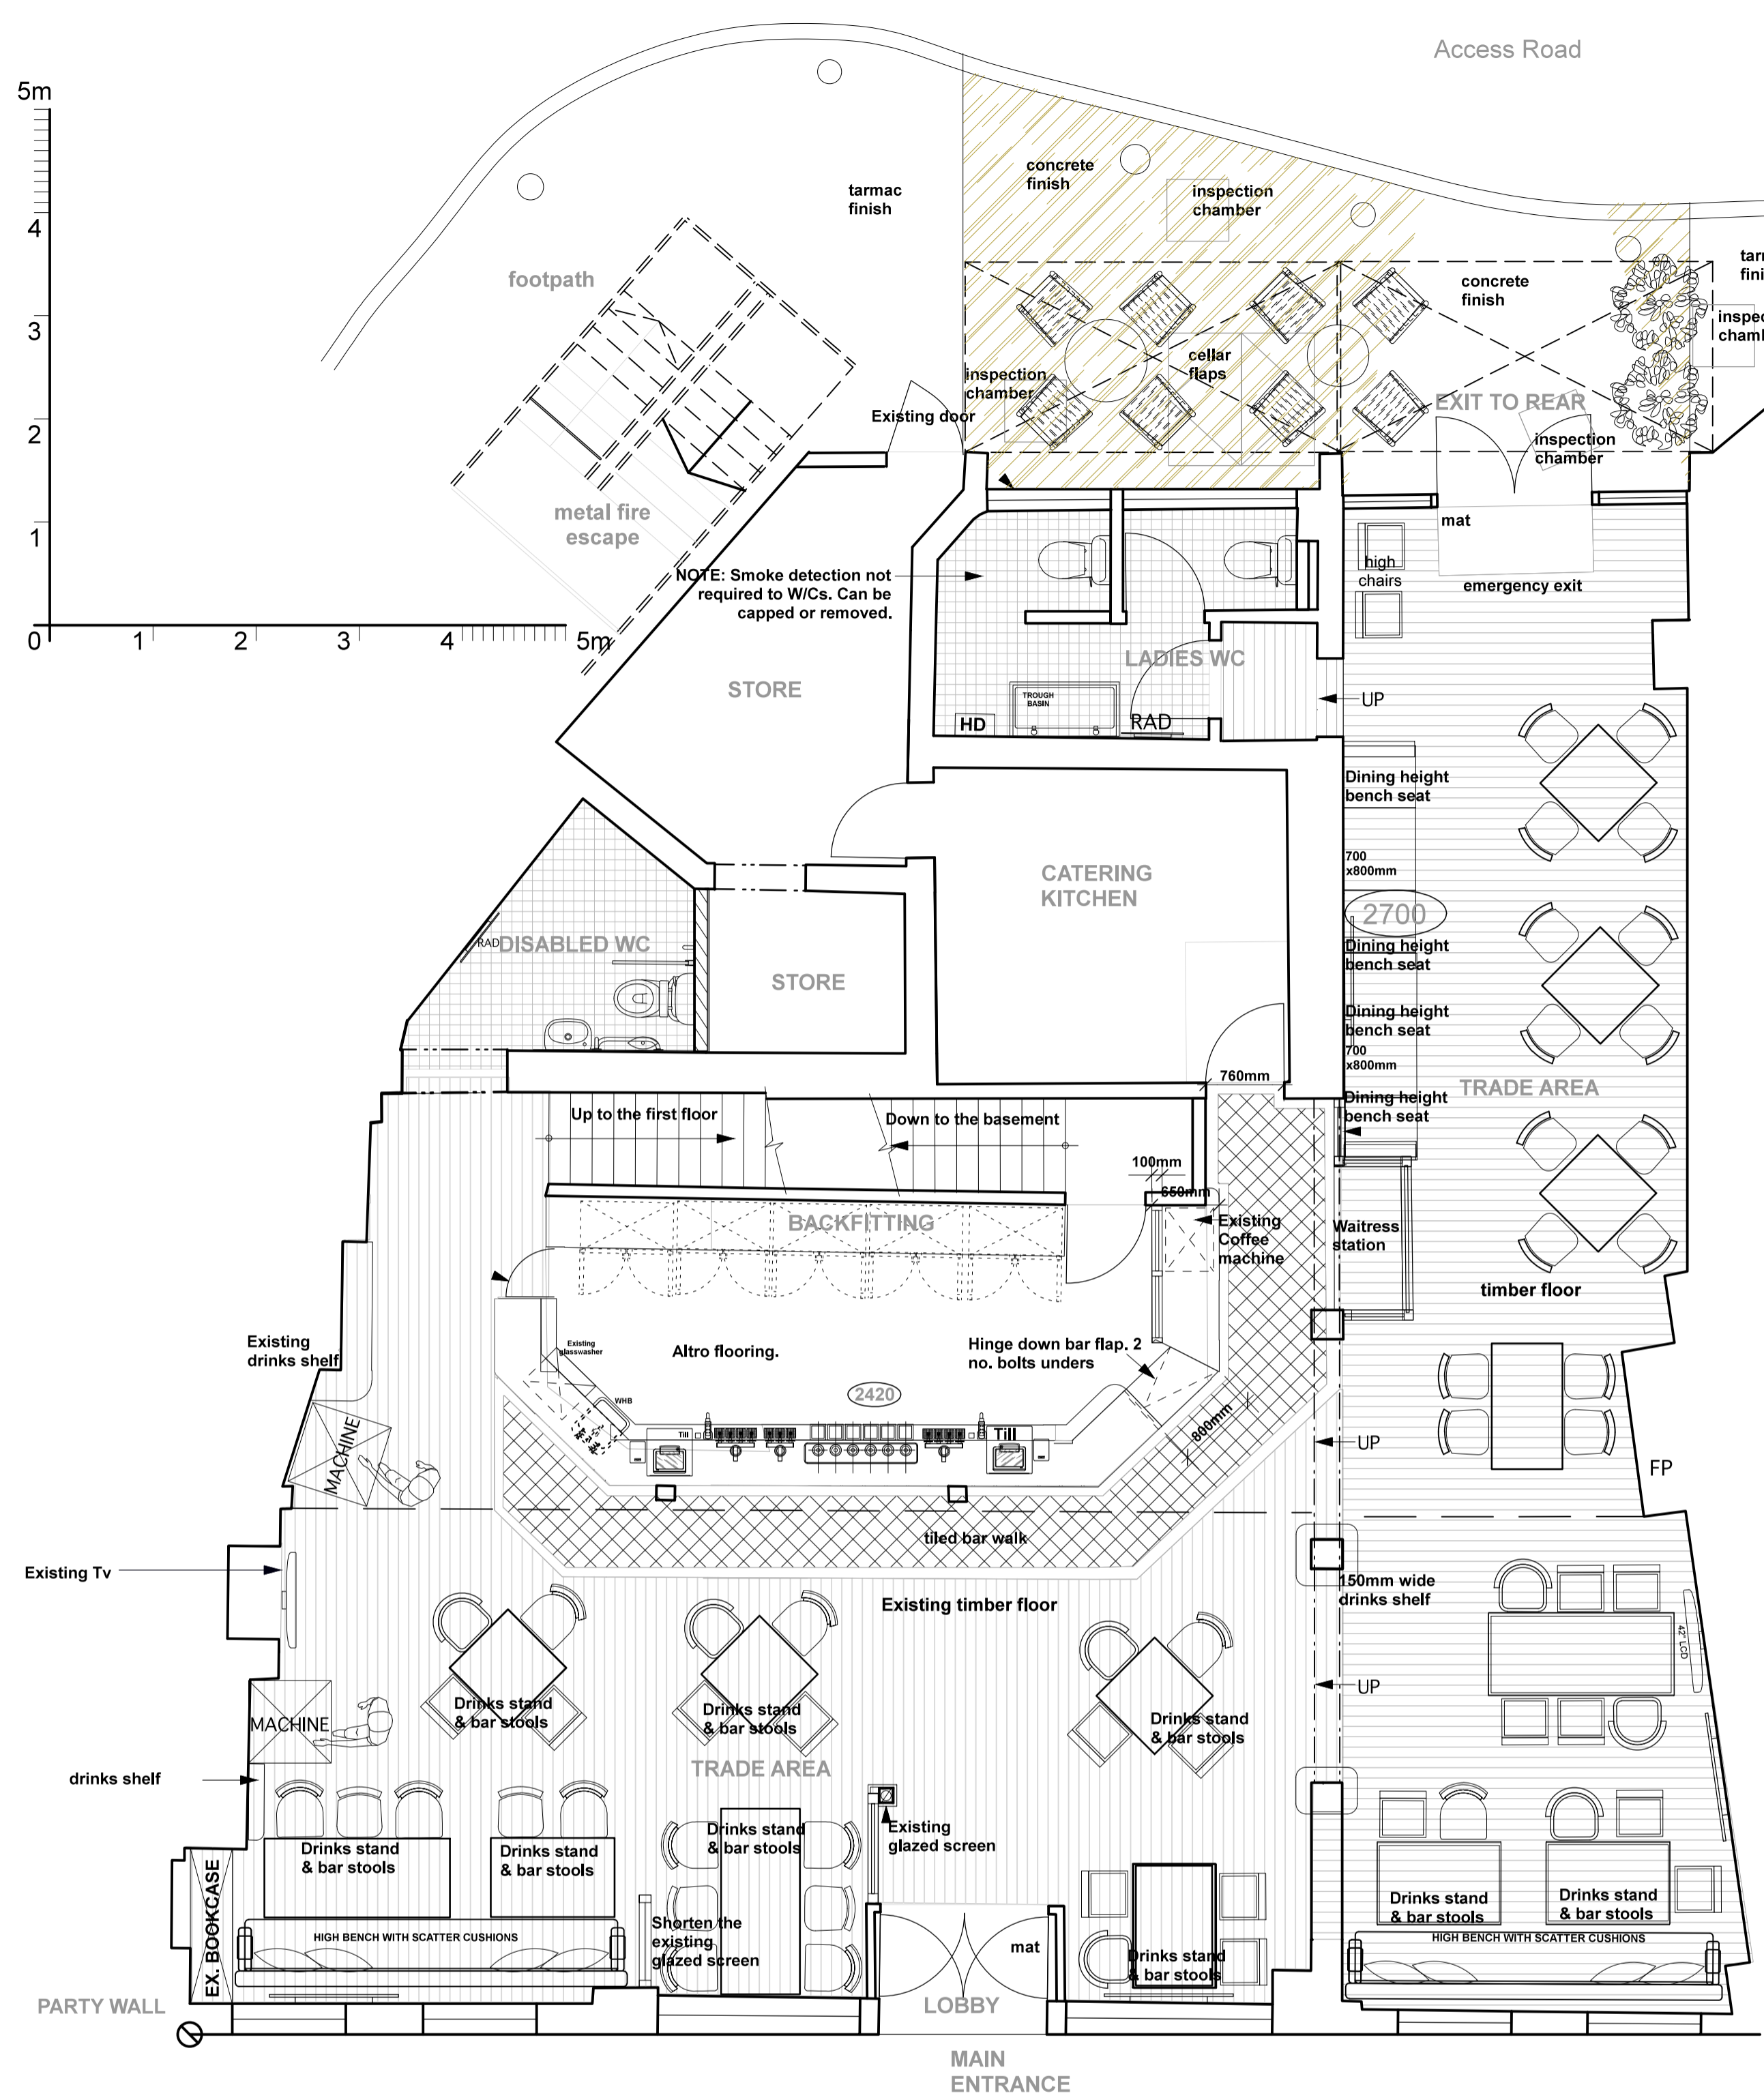 Access Road
5m
4
3
2
1
0
1
2
3
4
5m
tarmac
finish
concrete
finish
inspection
chamber
footpath
concrete
finish
cellar
flaps
inspection
chamber
Existing door
EXIT TO REAR
inspection
chamber
metal fire
escape
mat
high
chairs
emergency exit
NOTE: Smoke detection not
required to W/Cs. Can be
capped or removed.
LADIES WC
STORE
TROUGH
BASIN
HD
RAD
UP
Dining height
bench seat
700
x800mm
2700
CATERING
KITCHEN
RAD
DISABLED WC
STORE
Dining height
bench seat
Dining height
bench seat
700
x800mm
760mm
TRADE AREA
Dining height
bench seat
Up to the first floor
Down to the basement
100mm
650mm
BACKFITTING
Existing
Coffee
machine
Waitress
station
timber floor
Existing
drinks shelf
Existing
glasswasher
Altro flooring.
Hinge down bar flap. 2
no. bolts unders
WHB
2420
800mm
Till
Till
MACHINE
UP
FP
tiled bar walk
Existing Tv
150mm wide
drinks shelf
Existing timber floor
42" LCD
UP
MACHINE
Drinks stand
& bar stools
Drinks stand
& bar stools
Drinks stand
& bar stools
TRADE AREA
drinks shelf
Drinks stand
& bar stools
Drinks stand
& bar stools
Drinks stand
& bar stools
Existing
glazed screen
EX. BOOKCASE
HIGH BENCH WITH SCATTER CUSHIONS
Shorten the
existing
glazed screen
mat
Drinks stand
& bar stools
Drinks stand
& bar stools
Drinks stand
& bar stools
HIGH BENCH WITH SCATTER CUSHIONS
PARTY WALL
LOBBY
MAIN
ENTRANCE